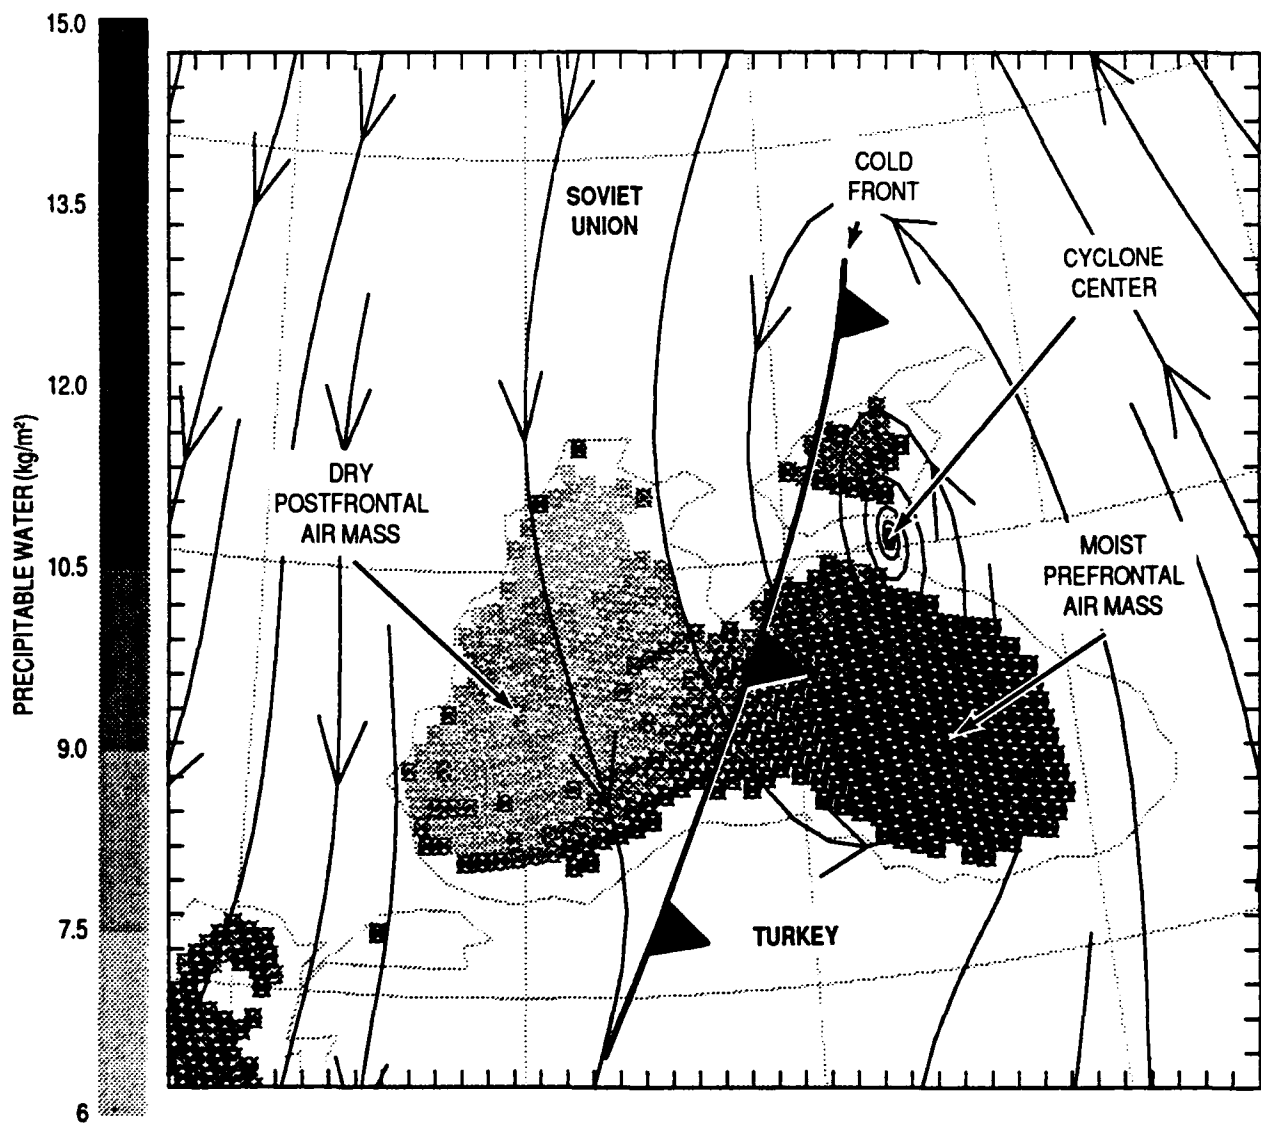 15.0
13.5
12.0
10.5
9.0
7.5
6
PRECIPITABLE WATER (kg/m²)
SOVIET
UNION
COLD
FRONT
CYCLONE
CENTER
DRY
POSTFRONTAL
AIR MASS
MOIST
PREFRONTAL
AIR MASS
TURKEY